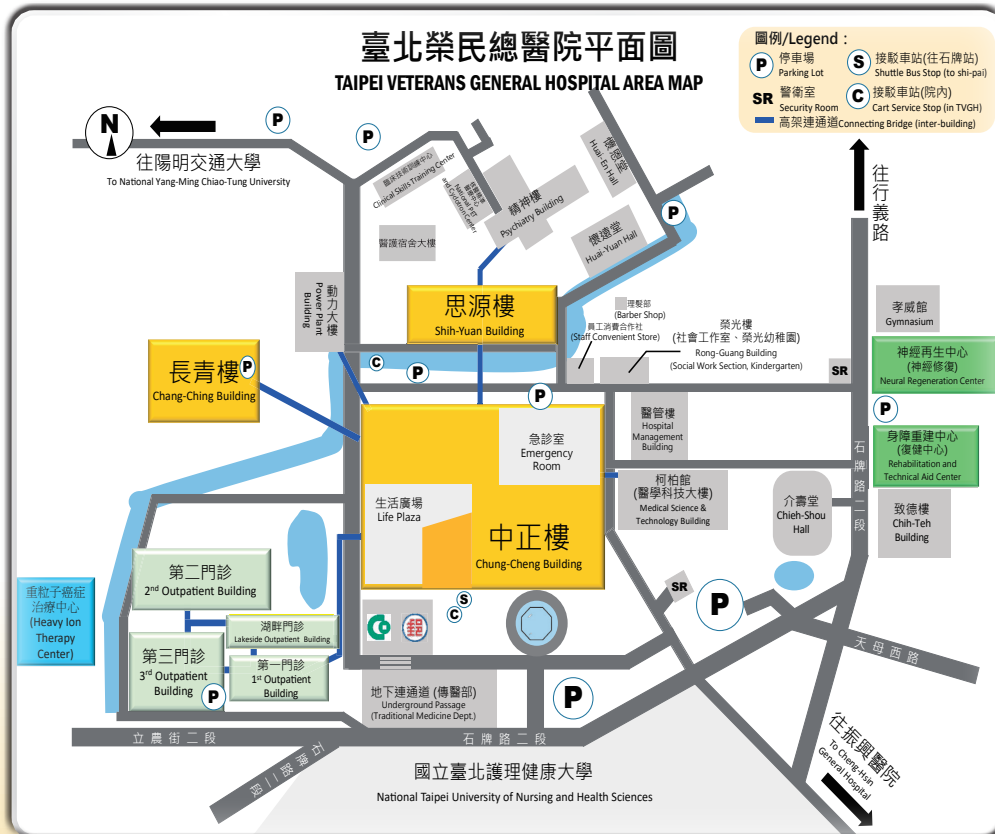 臺北榮民總醫院平面圖
TAIPEI VETERANS GENERAL HOSPITAL AREA MAP
圖例/Legend :
P
停車場
Parking Lot
S
接駁車站(往石牌站)
Shuttle Bus Stop (to shi-pai)
SR
警衛室
Security Room
C
接駁車站(院內)
Cart Service Stop (in TVGH)
高架連通道Connecting Bridge (inter-building)
N
P
P
往陽明交通大學
To National Yang-Ming Chiao-Tung University
臨床技術訓練中心
Clinical Skills Training Center
National PET
and Cyclotron Center
精神樓
Psychiatry Building
懷恩堂
Huai-En Hall
懷遠堂
Huai-Yuan Hall
P
往行義路
醫護宿舍大樓
動力大樓
Power Plant
Building
思源樓
Shih-Yuan Building
理髮部
(Barber Shop)
員工消費合作社
(Staff Convenient Store)
榮光樓
(社會工作室、榮光幼稚園)
Rong-Guang Building
(Social Work Section, Kindergarten)
孝威館
Gymnasium
SR
神經再生中心
(神經修復)
Neural Regeneration Center
長青樓
P
Chang-Ching Building
C
P
P
P
急診室
Emergency
Room
醫管樓
Hospital
Management
Building
身障重建中心
(復健中心)
Rehabilitation and
Technical Aid Center
石牌路二段
生活廣場
Life Plaza
柯柏館
(醫學科技大樓)
Medical Science &
Technology Building
介壽堂
Chieh-Shou
Hall
致德樓
Chih-Teh
Building
中正樓
Chung-Cheng Building
第二門診
2nd Outpatient Building
重粒子癌症
治療中心
(Heavy Ion
Therapy
Center)
湖畔門診
Lakeside Outpatient Building
第三門診
3rd Outpatient
Building
P
第一門診
1st Outpatient
Building
S
C
郵
SR
P
天母西路
地下連通道 (傳醫部)
Underground Passage
(Traditional Medicine Dept.)
P
立農街二段
石牌路二段
石牌路二段
往振興醫院
To Cheng-Hsin
General Hospital
國立臺北護理健康大學
National Taipei University of Nursing and Health Sciences